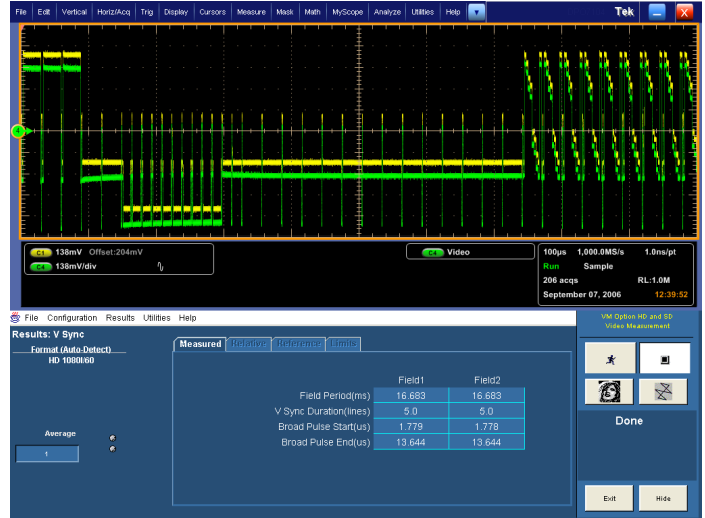 File Edit Vertical Horiz/Acq Trig Display Cursors Measure Mask Math MyScope Analyze Utilities Help Tek X
4
C1 138mV Offset:204mV
C4 138mV/div
C4 Video
100µs 1,000.0MS/s 1.0ns/pt
Run Sample
206 acqs RL:1.0M
September 07, 2006 12:39:52
File Configuration Results Utilities Help
Results: V Sync
Format (Auto-Detect)
HD 1080i/60
Average
1
Measured Relative Reference Limits
Field1 Field2
Field Period(ms) 16.683 16.683
V Sync Duration(lines) 5.0 5.0
Broad Pulse Start(us) 1.779 1.778
Broad Pulse End(us) 13.644 13.644
VM Option HD and SD
Video Measurement
Done
Exit Hide